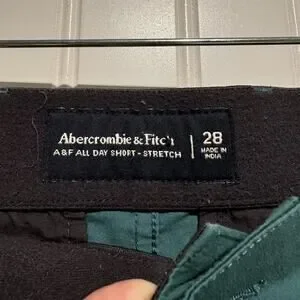 Abercrombie & Fitch
A&F ALL DAY SHORT - STRETCH
28
MADE IN
INDIA